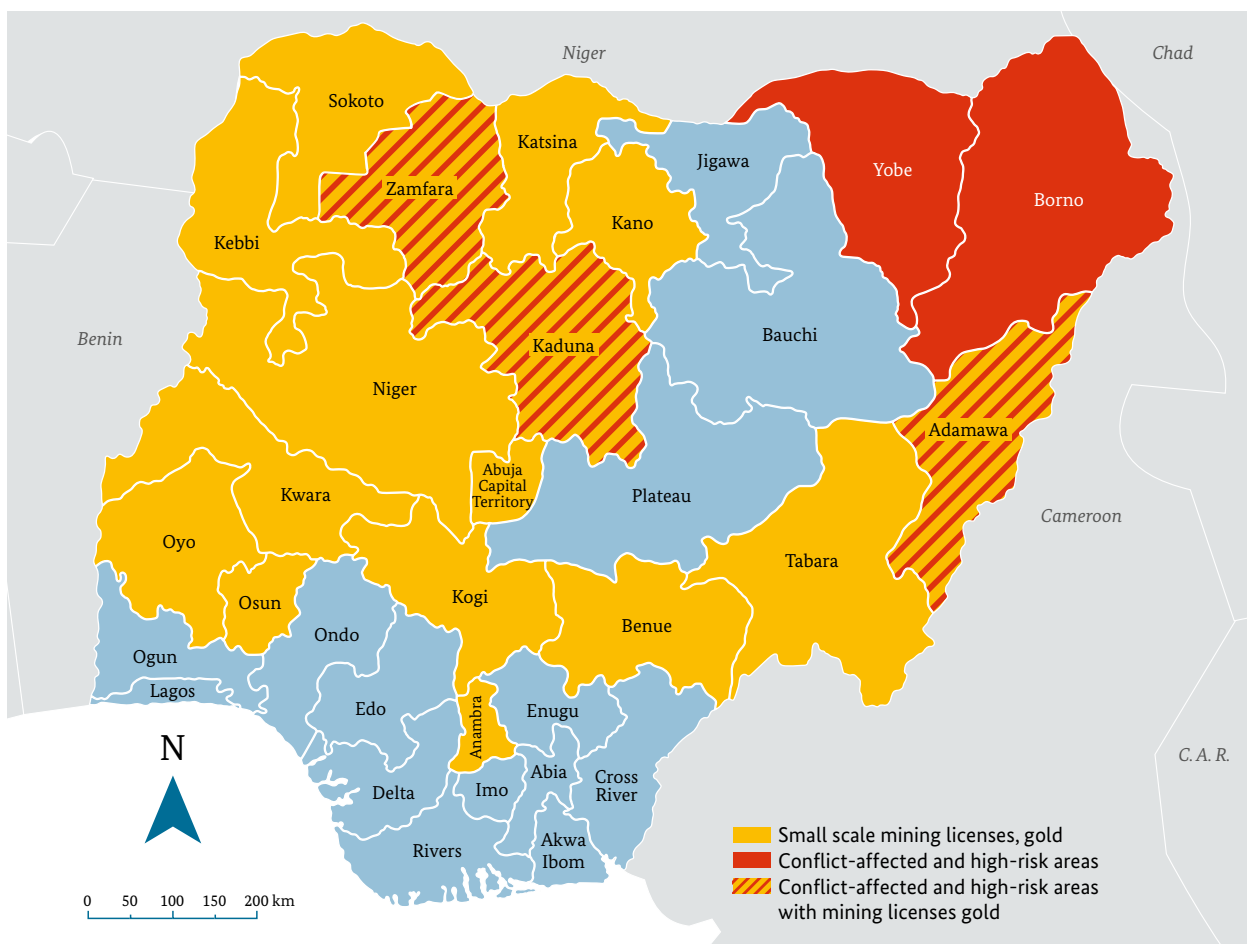 Niger
Chad
Sokoto
Katsina
Jigawa
Yobe
Zamfara
Borno
Kano
Kebbi
Benin
Bauchi
Kaduna
Niger
Adamawa
Abuja
Capital
Territory
Kwara
Plateau
Cameroon
Oyo
Tabara
Osun
Kogi
Benue
Ondo
Ogun
Lagos
Edo
Anambra
Enugu
N
C. A. R.
Abia
Cross
River
Delta
Imo
Rivers
Akwa
Ibom
Small scale mining licenses, gold
Conflict-affected and high-risk areas
Conflict-affected and high-risk areas
with mining licenses gold
0 50 100 150 200 km